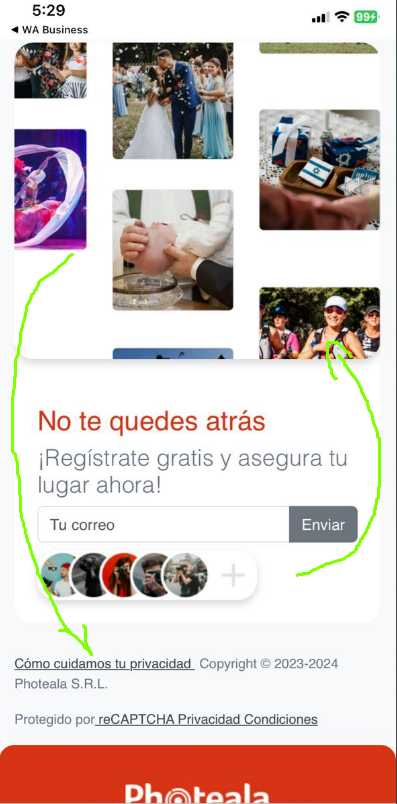 5:29
99
WA Business
No te quedes atrás
¡Regístrate gratis y asegura tu
lugar ahora!
Tu correo
Enviar
Cómo cuidamos tu privacidad Copyright © 2023-2024
Photeala S.R.L.
Protegido por reCAPTCHA Privacidad Condiciones
Photeala